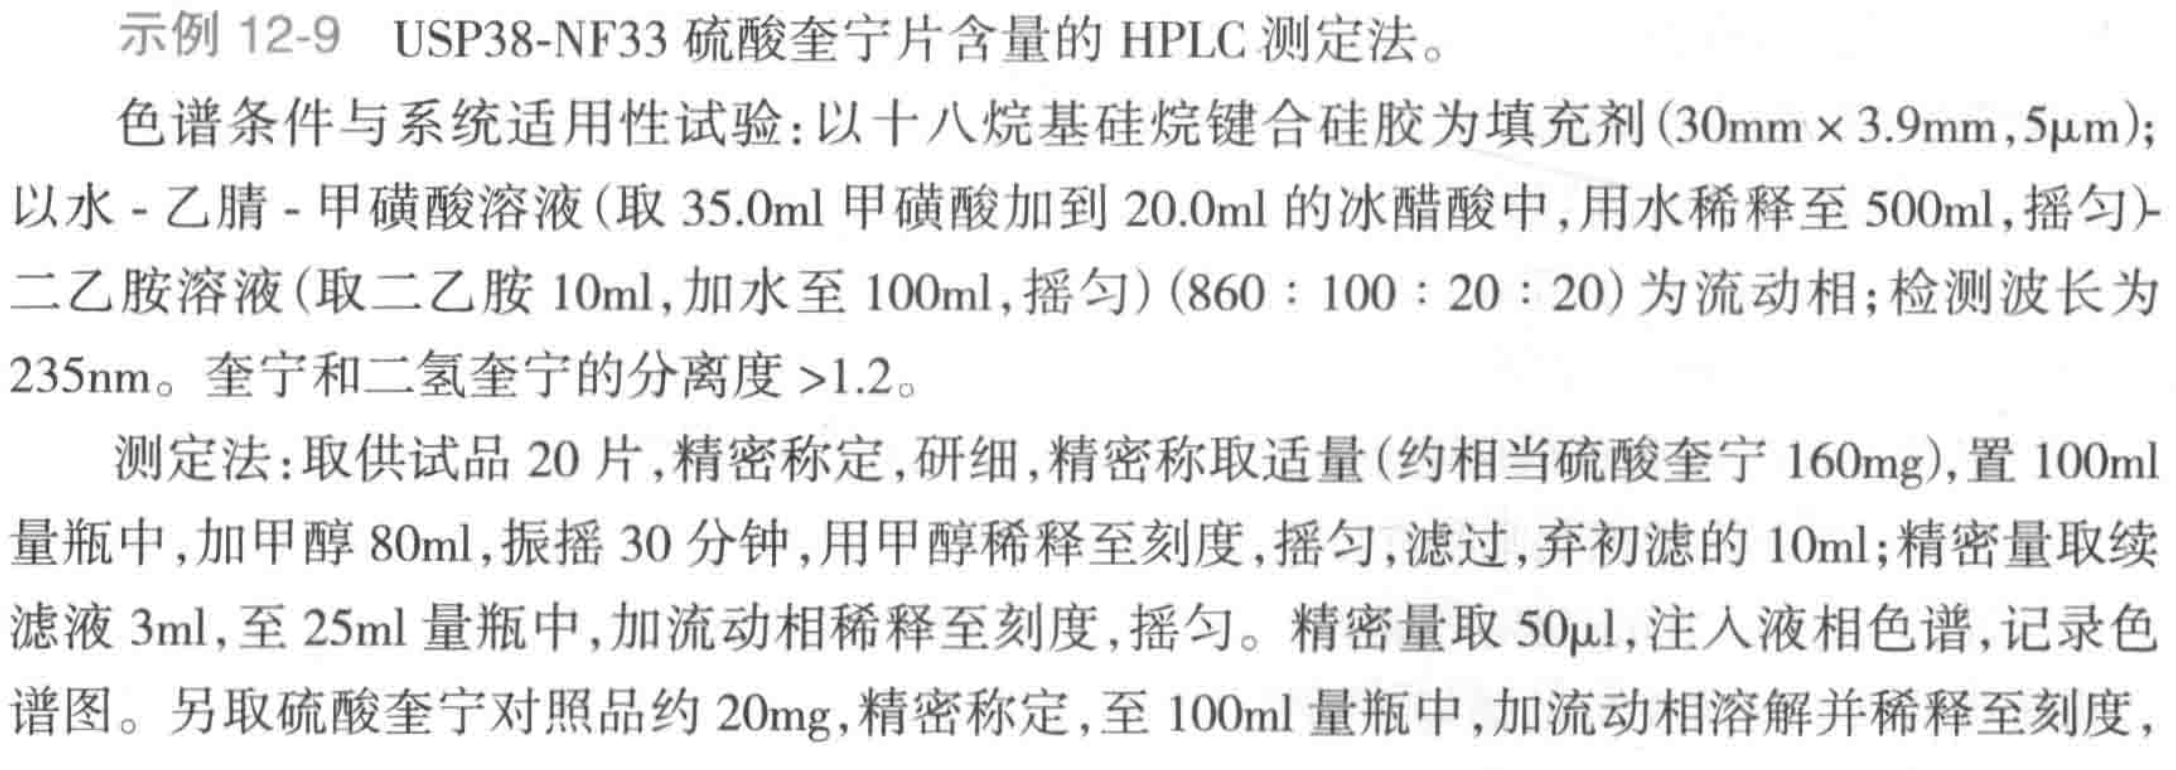 示例 12-9 USP38-NF33 硫酸奎宁片含量的 HPLC 测定法。
色谱条件与系统适用性试验:以十八烷基硅烷键合硅胶为填充剂(30mm × 3.9mm,5μm);
以水 - 乙腈 - 甲磺酸溶液(取 35.0ml 甲磺酸加到 20.0ml 的冰醋酸中,用水稀释至 500ml,摇匀)-
二乙胺溶液(取二乙胺 10ml,加水至 100ml,摇匀)(860∶100∶20∶20)为流动相;检测波长为
235nm。奎宁和二氢奎宁的分离度 >1.2。
测定法:取供试品 20 片,精密称定,研细,精密称取适量(约相当硫酸奎宁 160mg),置 100ml
量瓶中,加甲醇 80ml,振摇 30 分钟,用甲醇稀释至刻度,摇匀,滤过,弃初滤的 10ml;精密量取续
滤液 3ml,至 25ml 量瓶中,加流动相稀释至刻度,摇匀。精密量取 50μl,注入液相色谱,记录色
谱图。另取硫酸奎宁对照品约 20mg,精密称定,至 100ml 量瓶中,加流动相溶解并稀释至刻度,